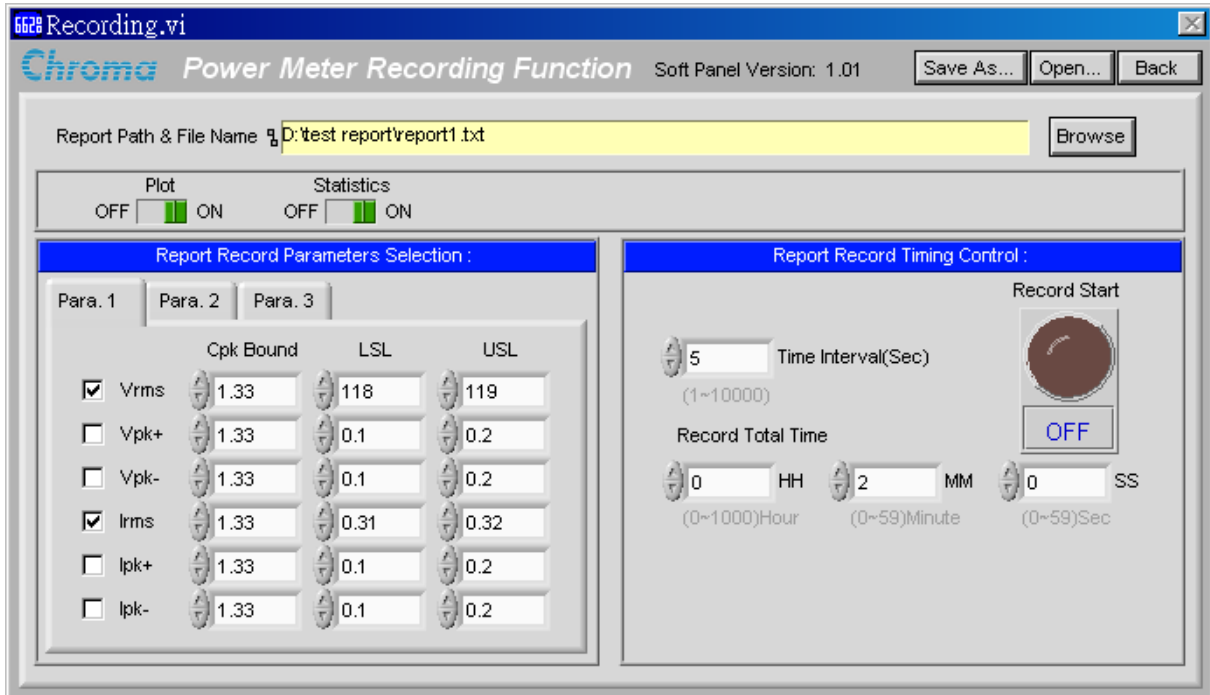 6628 Recording.vi
Chroma Power Meter Recording Function Soft Panel Version: 1.01 Save As... Open... Back
Report Path & File Name D:\test report\report1.txt Browse
Plot Statistics
OFF ON OFF ON
Report Record Parameters Selection :
Para. 1 Para. 2 Para. 3
Cpk Bound LSL USL
Vrms 1.33 118 119
Vpk+ 1.33 0.1 0.2
Vpk- 1.33 0.1 0.2
Irms 1.33 0.31 0.32
Ipk+ 1.33 0.1 0.2
Ipk- 1.33 0.1 0.2
Report Record Timing Control :
Record Start
5 Time Interval(Sec)
(1~10000)
OFF
Record Total Time
0 HH 2 MM 0 SS
(0~1000)Hour (0~59)Minute (0~59)Sec